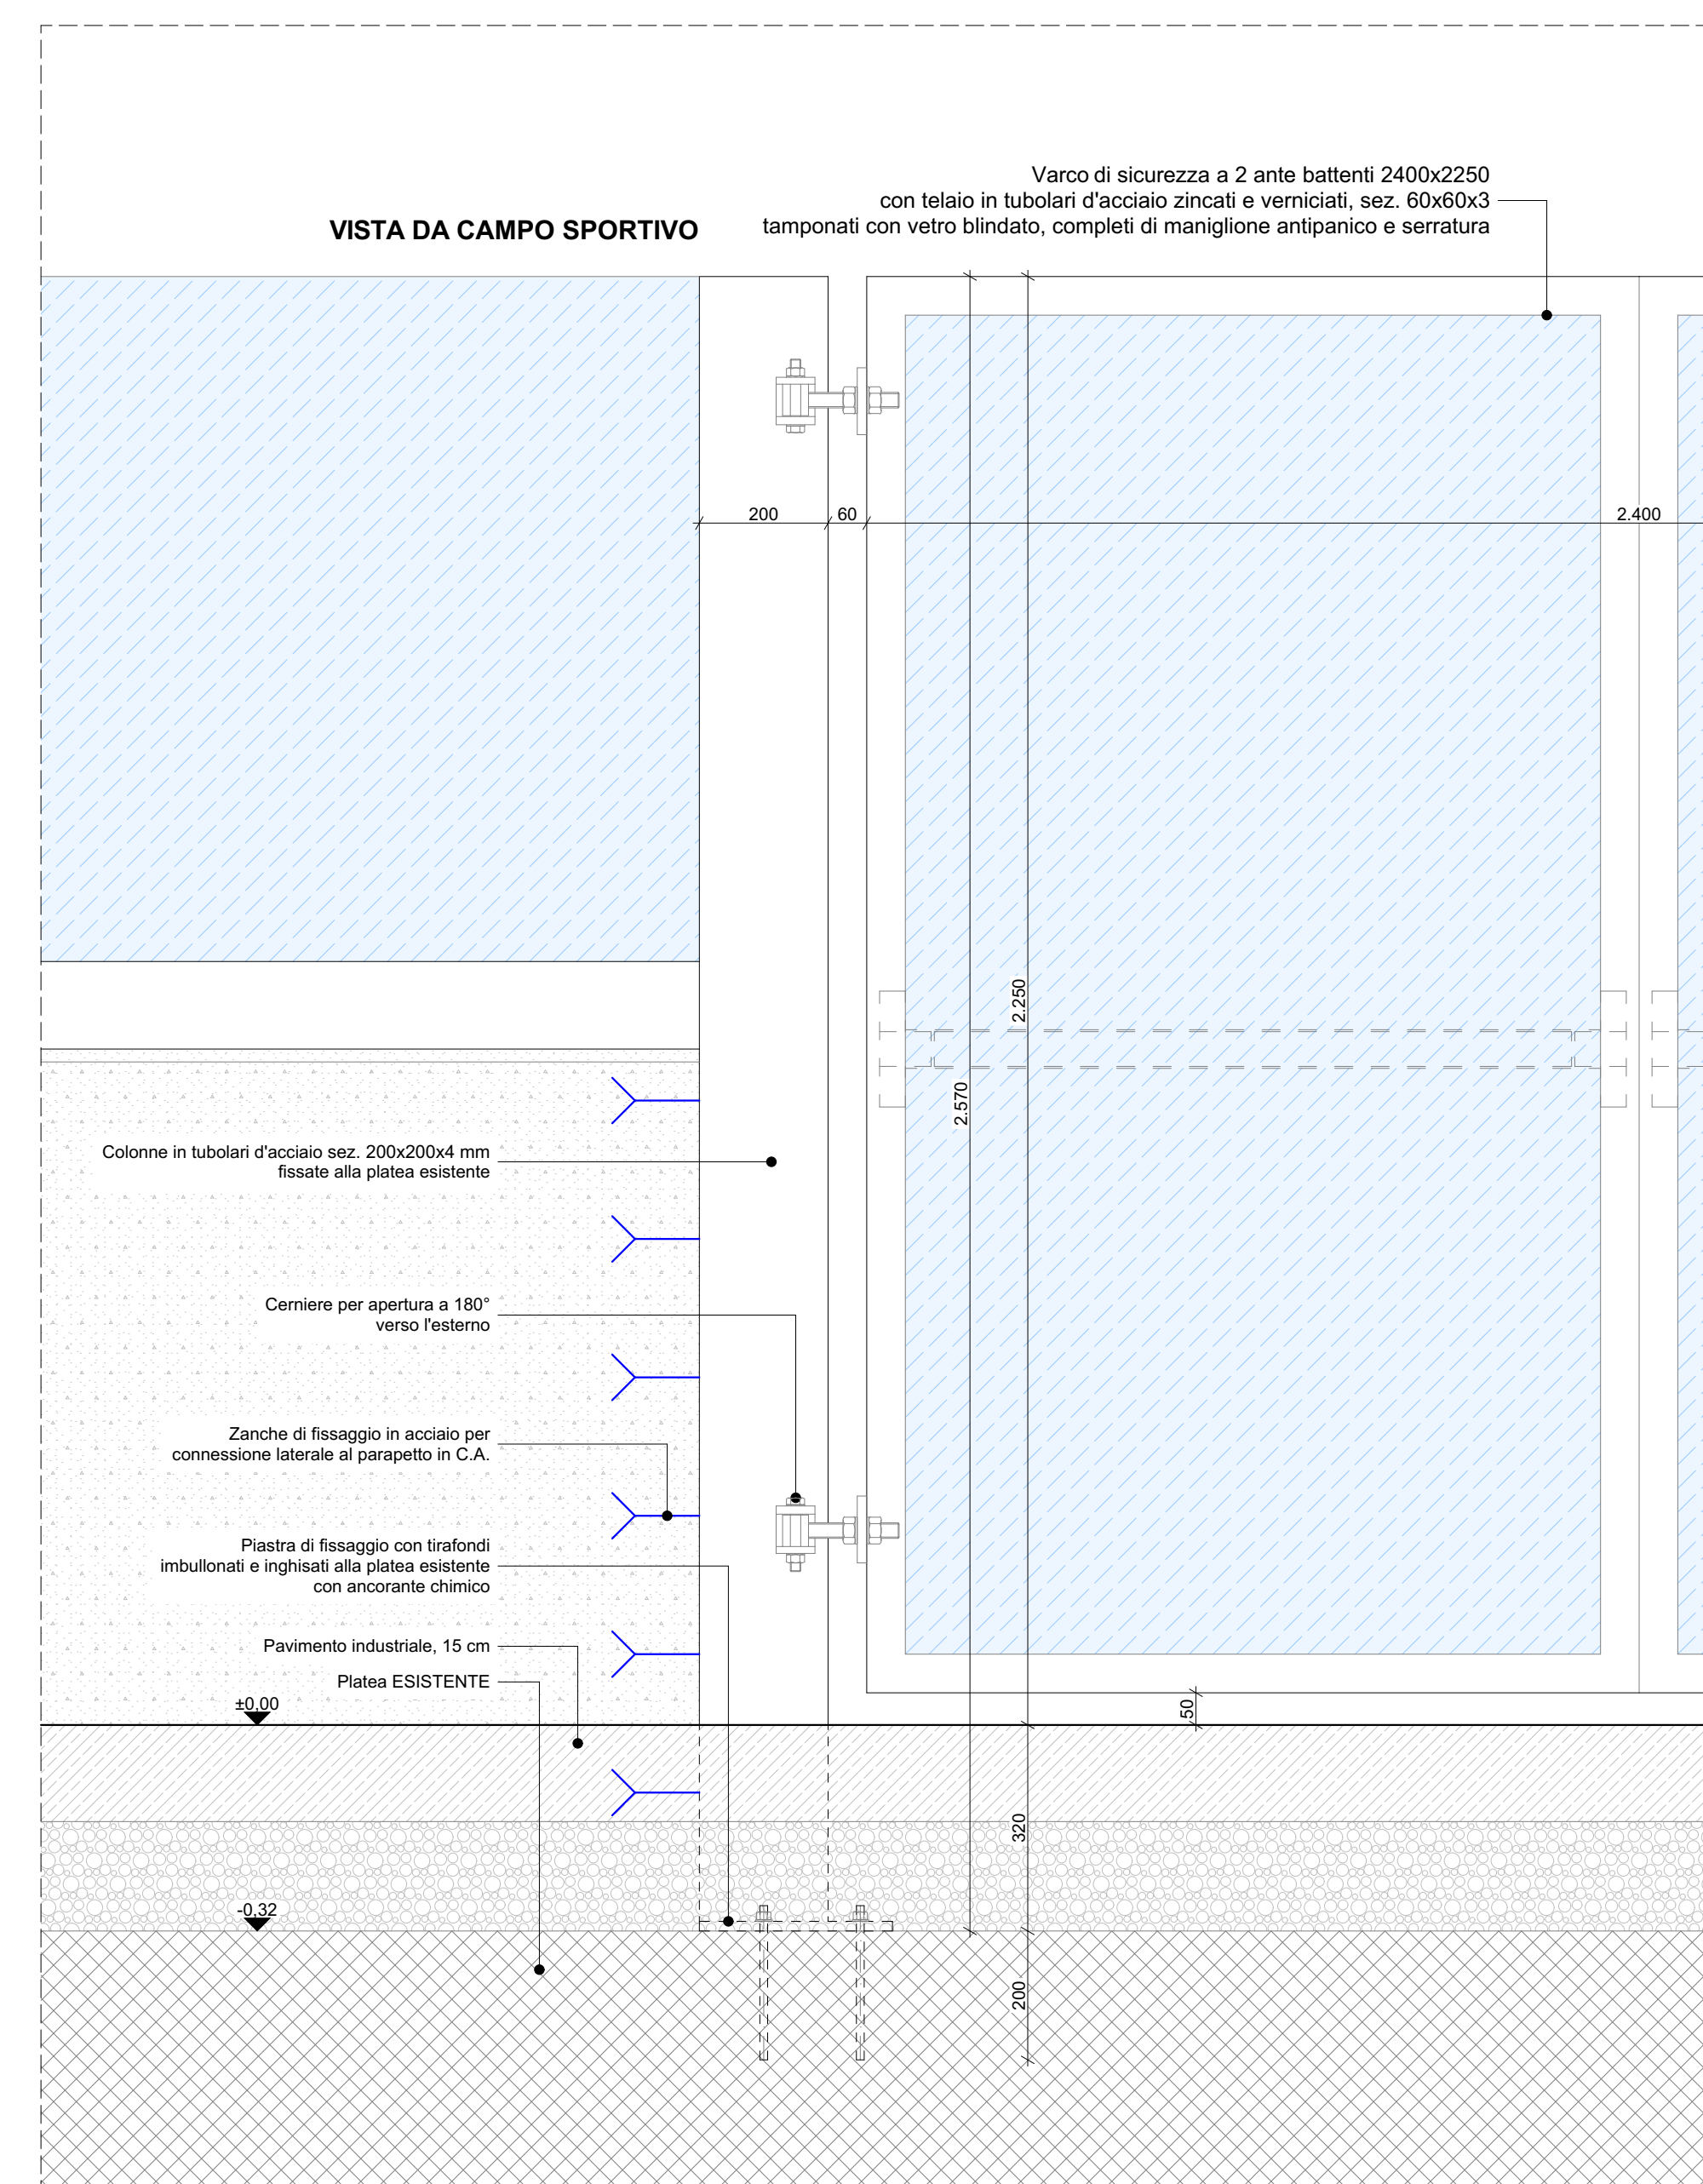 Varco di sicurezza a 2 ante battenti 2400x2250
con telaio in tubolari d'acciaio zincati e verniciati, sez. 60x60x3
tamponati con vetro blindato, completi di maniglione antipanico e serratura
VISTA DA CAMPO SPORTIVO
200
60
2.400
2.250
2.570
Colonne in tubolari d'acciaio sez. 200x200x4 mm
fissate alla platea esistente
Cerniere per apertura a 180°
verso l'esterno
Zanche di fissaggio in acciaio per
connessione laterale al parapetto in C.A.
Piastra di fissaggio con tirafondi
imbullonati e inghisati alla platea esistente
con ancorante chimico
Pavimento industriale, 15 cm
Platea ESISTENTE
±0,00
50
320
-0,32
200